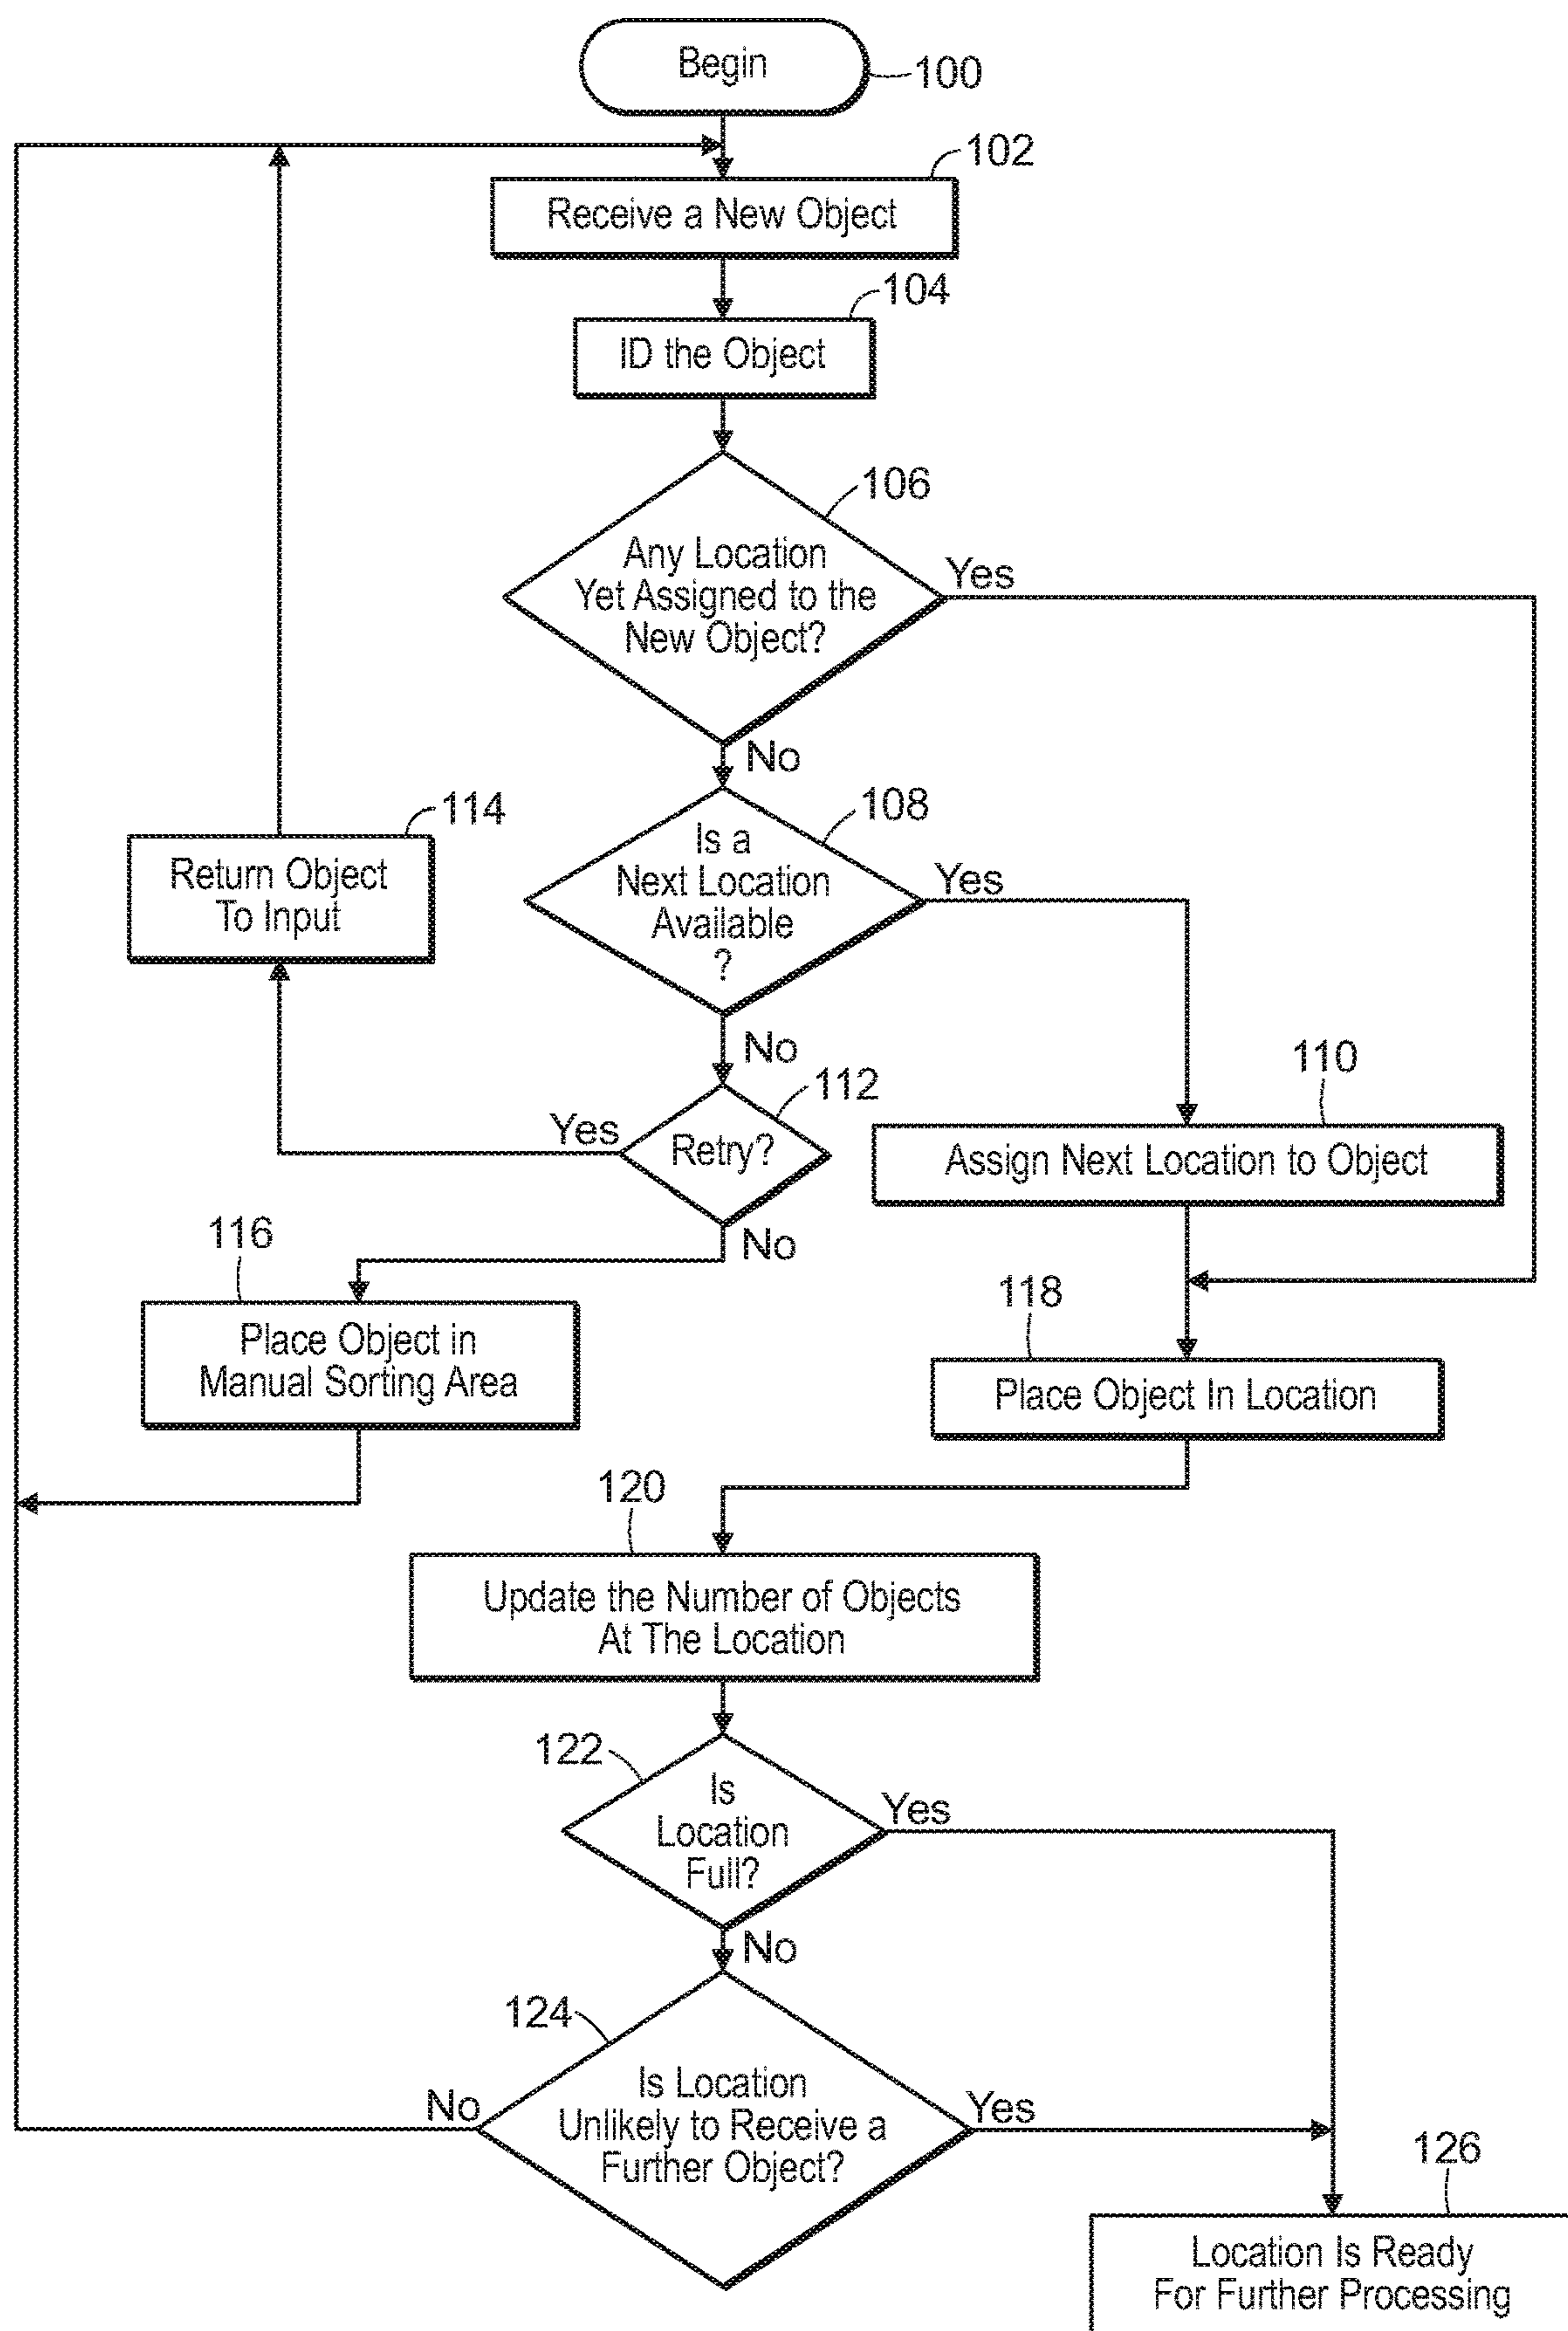 Begin
100
102
Receive a New Object
104
ID the Object
106
Any Location
Yet Assigned to the
New Object?
Yes
No
108
Is a
Next Location
Available
?
Yes
114
Return Object
To Input
No
110
112
Retry?
Yes
Assign Next Location to Object
No
116
Place Object in
Manual Sorting Area
118
Place Object In Location
120
Update the Number of Objects
At The Location
122
Is
Location
Full?
Yes
No
124
Is Location
Unlikely to Receive a
Further Object?
No
Yes
126
Location Is Ready
For Further Processing